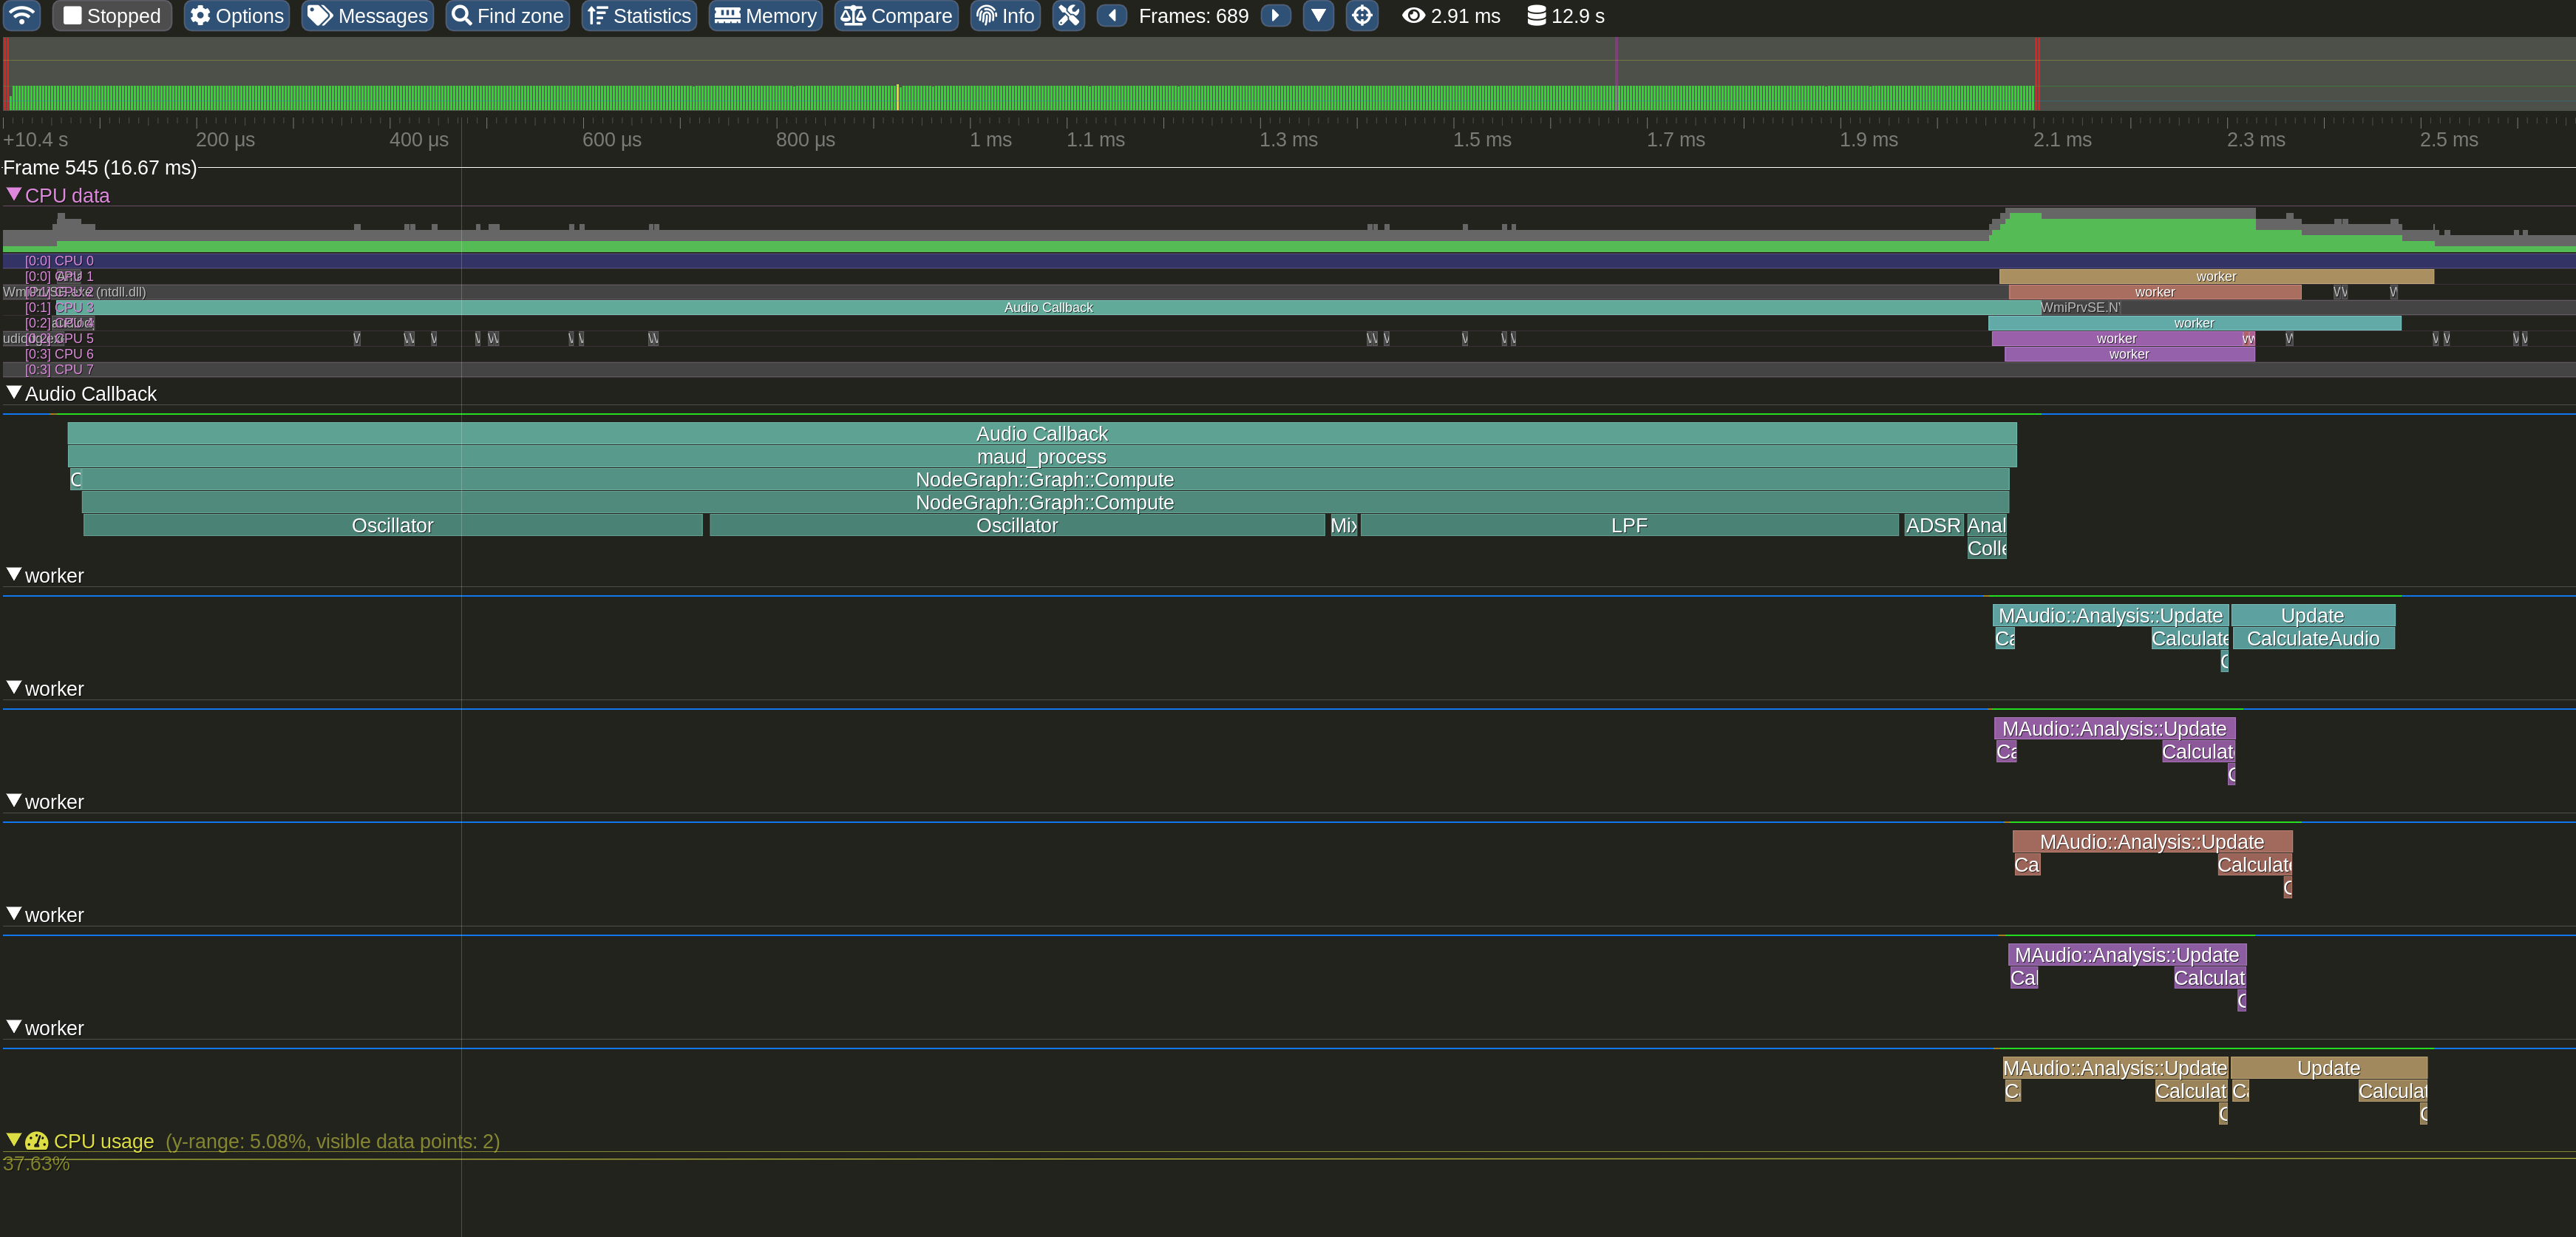 Stopped Options Messages Find zone Statistics Memory Compare Info Frames: 689 2.91 ms 12.9 s
+10.4 s 200 μs 400 μs 600 μs 800 μs 1 ms 1.1 ms 1.3 ms 1.5 ms 1.7 ms 1.9 ms 2.1 ms 2.3 ms 2.5 ms
Frame 545 (16.67 ms)
CPU data
[0:0] CPU 0
[0:0] CPU 1 worker
CPU 2 (ntdll.dll) worker
[0:1] CPU 3 Audio Callback WmiPrvSE.N
[0:2] CPU 4 worker
CPU 5 worker
[0:3] CPU 6 worker
[0:3] CPU 7
Audio Callback
Audio Callback
maud_process
C NodeGraph::Graph::Compute
NodeGraph::Graph::Compute
Oscillator Oscillator Mix LPF ADSR Anal
Colle
worker
MAudio::Analysis::Update Update
Ca Calculate CalculateAudio
C
worker
MAudio::Analysis::Update
Ca Calculat
C
worker
MAudio::Analysis::Update
Ca Calculate
C
worker
MAudio::Analysis::Update
Cal Calculat
C
worker
MAudio::Analysis::Update Update
C Calculat Ca Calculat
C C
CPU usage (y-range: 5.08%, visible data points: 2)
37.63%